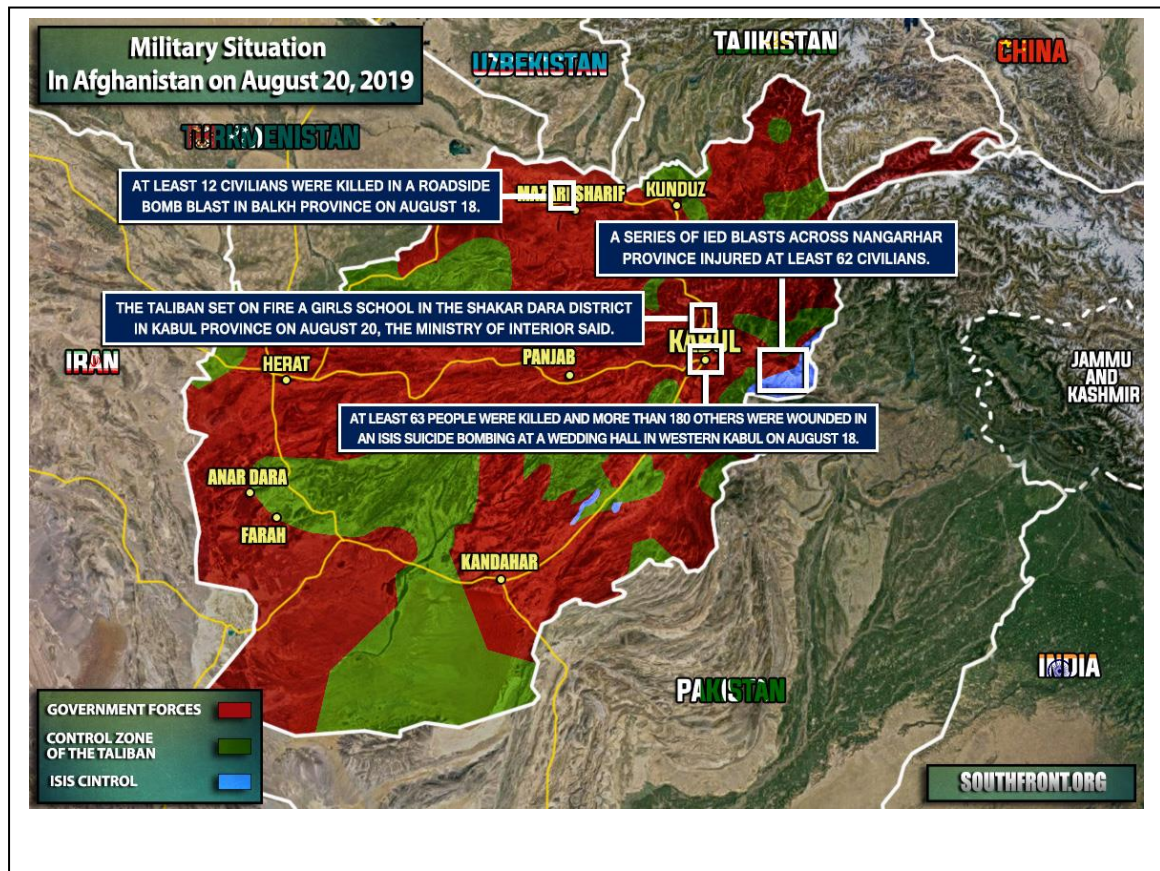 Military Situation
In Afghanistan on August 20, 2019
UZBEKISTAN
TAJIKISTAN
CHINA
TURKMENISTAN
AT LEAST 12 CIVILIANS WERE KILLED IN A ROADSIDE
BOMB BLAST IN BALKH PROVINCE ON AUGUST 18.
MAZARI SHARIF
KUNDUZ
A SERIES OF IED BLASTS ACROSS NANGARHAR
PROVINCE INJURED AT LEAST 62 CIVILIANS.
THE TALIBAN SET ON FIRE A GIRLS SCHOOL IN THE SHAKAR DARA DISTRICT
IN KABUL PROVINCE ON AUGUST 20, THE MINISTRY OF INTERIOR SAID.
KABUL
IRAN
HERAT
PANJAB
JAMMU
AND
KASHMIR
AT LEAST 63 PEOPLE WERE KILLED AND MORE THAN 180 OTHERS WERE WOUNDED IN
AN ISIS SUICIDE BOMBING AT A WEDDING HALL IN WESTERN KABUL ON AUGUST 18.
ANAR DARA
FARAH
KANDAHAR
INDIA
PAKISTAN
GOVERNMENT FORCES
CONTROL ZONE
OF THE TALIBAN
ISIS CINTROL
SOUTHFRONT.ORG